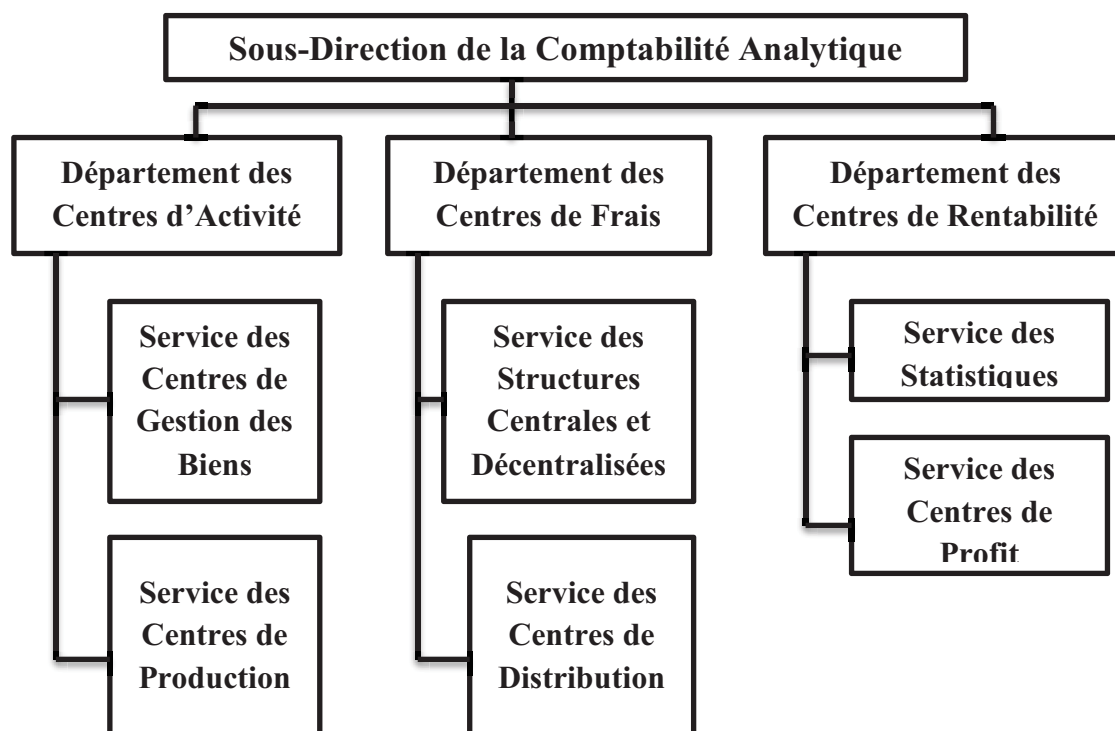 Sous-Direction de la Comptabilité Analytique
Département des
Centres d’Activité
Département des
Centres de Frais
Département des
Centres de Rentabilité
Service des
Centres de
Gestion des
Biens
Service des
Structures
Centrales et
Décentralisées
Service des
Statistiques
Service des
Centres de
Profit
Service des
Centres de
Production
Service des
Centres de
Distribution